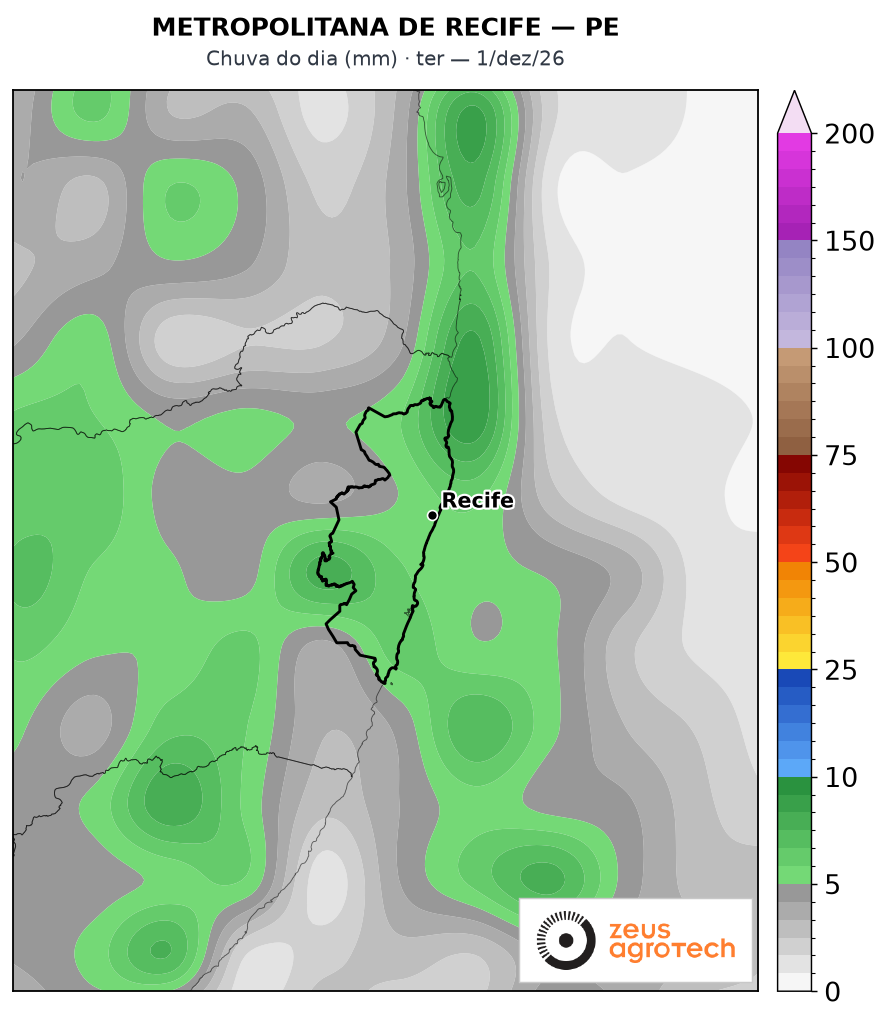 METROPOLITANA DE RECIFE — PE
Chuva do dia (mm) · ter — 1/dez/26
200
150
100
75
50
25
10
5
0
Recife
zeus
agrotech